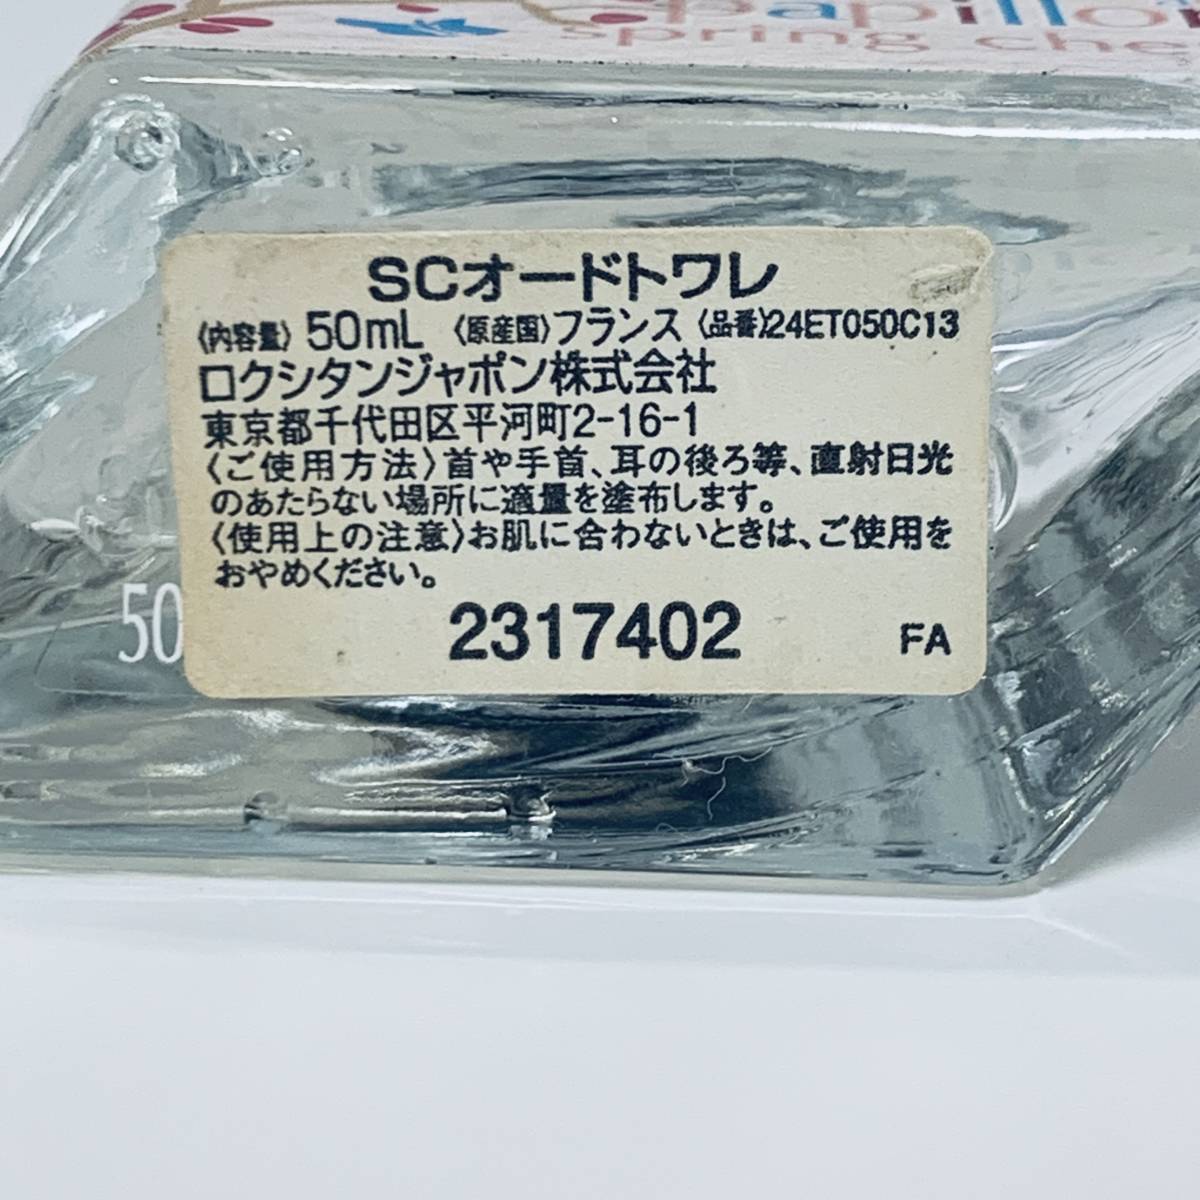 papillon
spring che
SCオードトワレ
〈内容量〉 50mL 〈原産国〉フランス 〈品番〉24ET050C13
ロクシタンジャポン株式会社
東京都千代田区平河町2-16-1
〈ご使用方法〉首や手首、耳の後ろ等、直射日光
のあたらない場所に適量を塗布します。
〈使用上の注意〉お肌に合わないときは、ご使用を
おやめください。
50
2317402 FA